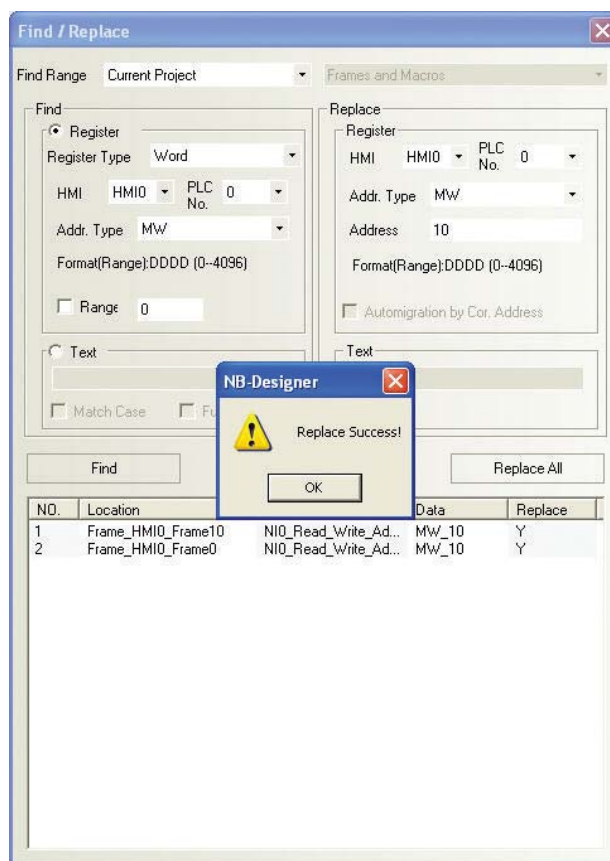 Find / Replace
Find Range Current Project Frames and Macros
Find
Register
Register Type Word
HMI HMI0 PLC No. 0
Addr. Type MW
Format(Range):DDDD (0--4096)
Range 0
Text
Match Case Fu
Replace
Register
HMI HMI0 PLC No. 0
Addr. Type MW
Address 10
Format(Range):DDDD (0--4096)
Automigration by Cor. Address
Text
NB-Designer
Replace Success!
OK
Find Replace All
NO. Location Data Replace
1 Frame_HMI0_Frame10 NI0_Read_Write_Ad... MW_10 Y
2 Frame_HMI0_Frame0 NI0_Read_Write_Ad... MW_10 Y